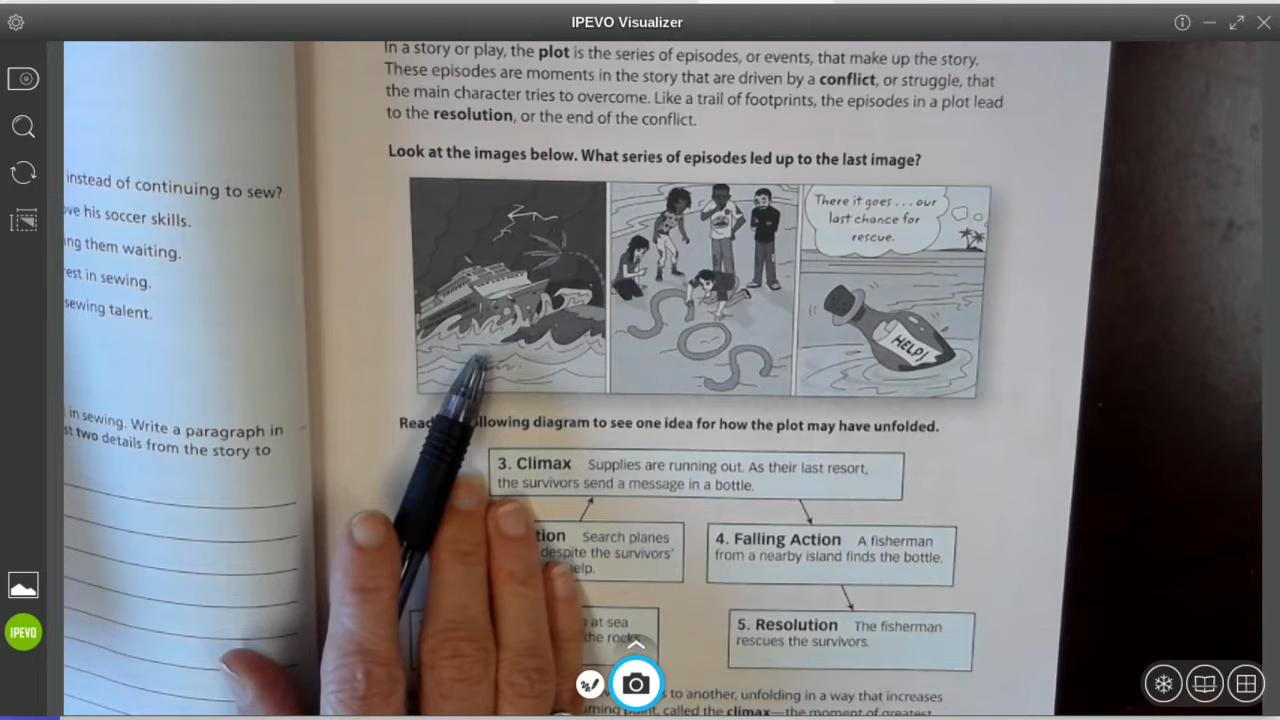 IPEVO Visualizer
instead of continuing to sew?
his soccer skills.
them waiting.
in sewing.
sewing talent.
in sewing. Write a paragraph in
two details from the story to
In a story or play, the plot is the series of episodes, or events, that make up the story.
These episodes are moments in the story that are driven by a conflict, or struggle, that
the main character tries to overcome. Like a trail of footprints, the episodes in a plot lead
to the resolution, or the end of the conflict.
Look at the images below. What series of episodes led up to the last image?
There it goes . . . our
last chance for
rescue.
SOS
HELP!
Read following diagram to see one idea for how the plot may have unfolded.
3. Climax Supplies are running out. As their last resort,
the survivors send a message in a bottle.
Search planes
despite the survivors'
4. Falling Action A fisherman
from a nearby island finds the bottle.
at sea
the rocks
5. Resolution The fisherman
rescues the survivors.
to another, unfolding in a way that increases
point, called the climax—the moment of greatest
IPEVO